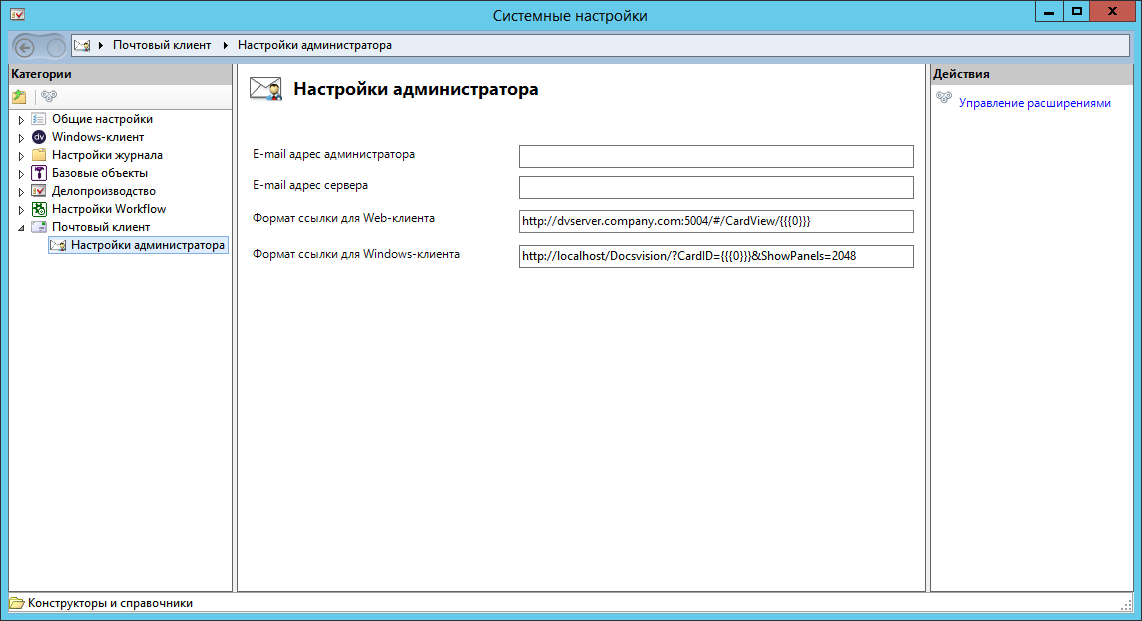 Системные настройки
Почтовый клиент
Настройки администратора
Категории
Общие настройки
Windows-клиент
Настройки журнала
Базовые объекты
Делопроизводство
Настройки Workflow
Почтовый клиент
Настройки администратора
Настройки администратора
E-mail адрес администратора
E-mail адрес сервера
Формат ссылки для Web-клиента
http://dvserver.company.com:5004/#/CardView/{{{0}}}
Формат ссылки для Windows-клиента
http://localhost/Docsvision/?CardID={{{0}}}&ShowPanels=2048
Действия
Управление расширениями
Конструкторы и справочники